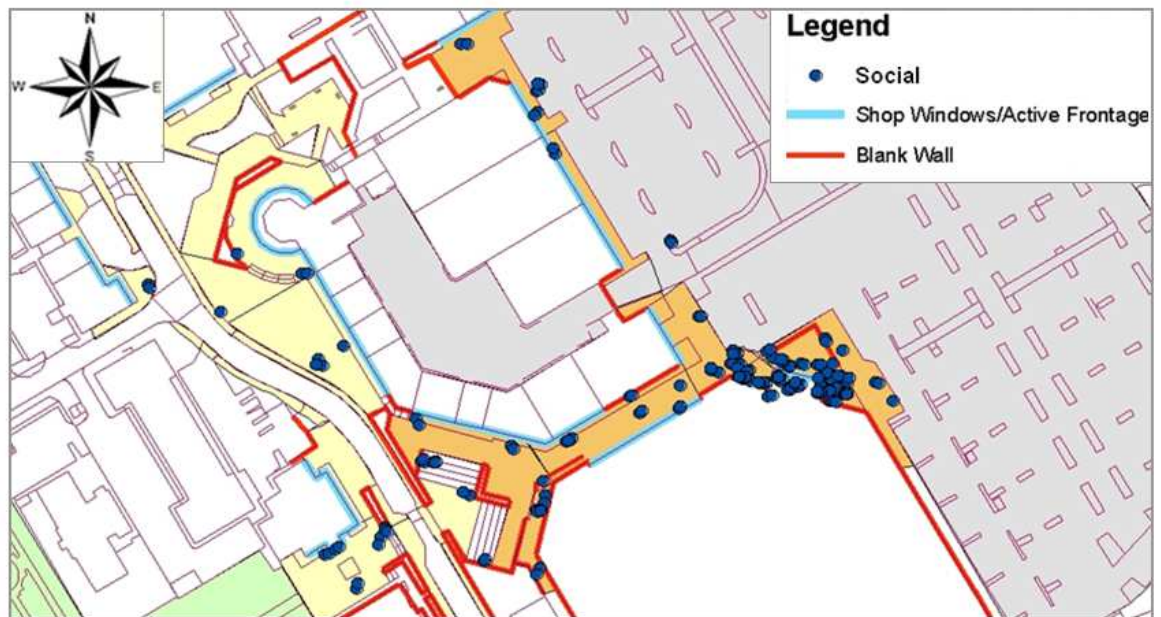 N
W E
S
Legend
Social
Shop Windows/Active Frontage
Blank Wall